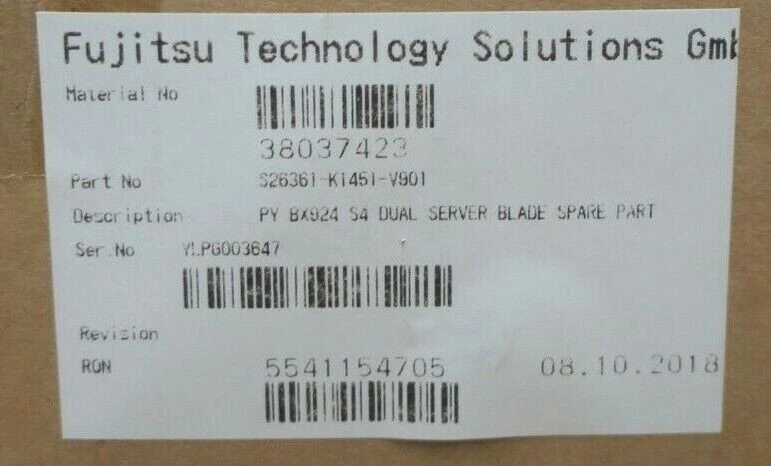 Fujitsu Technology Solutions Gmb
Material No
38037423
Part No S26361-K1451-V901
Description PY BX924 S4 DUAL SERVER BLADE SPARE PART
Ser.No YLPG003647
Revision
RON 5541154705 08.10.2018